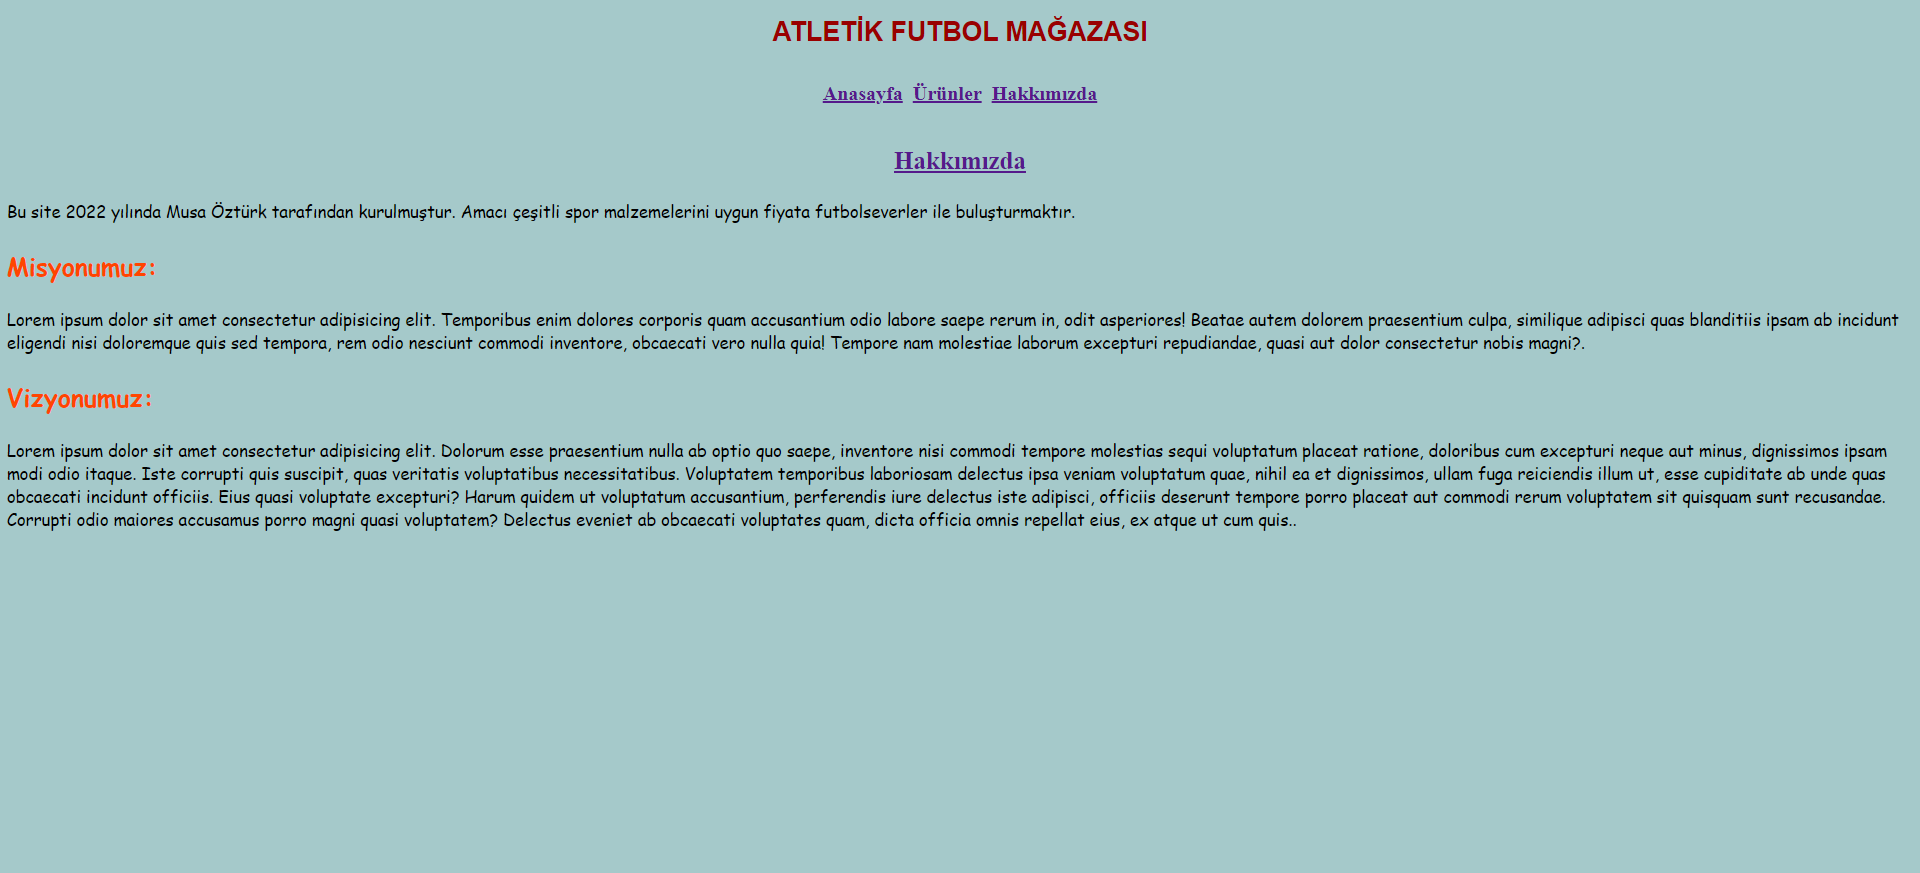 ATLETİK FUTBOL MAĞAZASI
Anasayfa Ürünler Hakkımızda
Hakkımızda
Bu site 2022 yılında Musa Öztürk tarafından kurulmuştur. Amacı çeşitli spor malzemelerini uygun fiyata futbolseverler ile buluşturmaktır.
Misyonumuz:
Lorem ipsum dolor sit amet consectetur adipisicing elit. Temporibus enim dolores corporis quam accusantium odio labore saepe rerum in, odit asperiores! Beatae autem dolorem praesentium culpa, similique adipisci quas blanditiis ipsam ab incidunt
eligendi nisi doloremque quis sed tempora, rem odio nesciunt commodi inventore, obcaecati vero nulla quia! Tempore nam molestiae laborum excepturi repudiandae, quasi aut dolor consectetur nobis magni?.
Vizyonumuz:
Lorem ipsum dolor sit amet consectetur adipisicing elit. Dolorum esse praesentium nulla ab optio quo saepe, inventore nisi commodi tempore molestias sequi voluptatum placeat ratione, doloribus cum excepturi neque aut minus, dignissimos ipsam
modi odio itaque. Iste corrupti quis suscipit, quas veritatis voluptatibus necessitatibus. Voluptatem temporibus laboriosam delectus ipsa veniam voluptatum quae, nihil ea et dignissimos, ullam fuga reiciendis illum ut, esse cupiditate ab unde quas
obcaecati incidunt officiis. Eius quasi voluptate excepturi? Harum quidem ut voluptatum accusantium, perferendis iure delectus iste adipisci, officiis deserunt tempore porro placeat aut commodi rerum voluptatem sit quisquam sunt recusandae.
Corrupti odio maiores accusamus porro magni quasi voluptatem? Delectus eveniet ab obcaecati voluptates quam, dicta officia omnis repellat eius, ex atque ut cum quis..